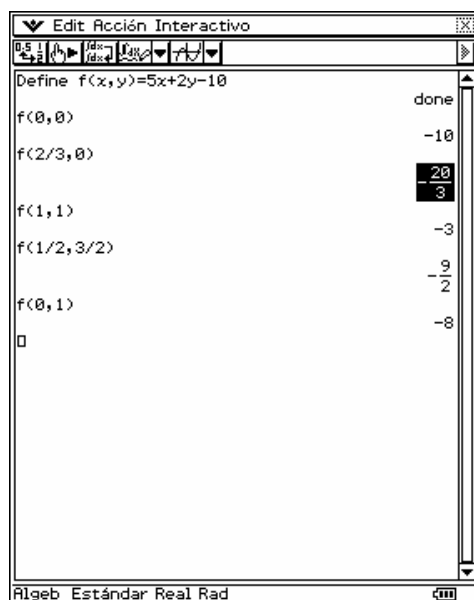 Edit Acción Interactivo
Define f(x,y)=5x+2y-10
done
f(0,0)
-10
f(2/3,0)
-20/3
f(1,1)
-3
f(1/2,3/2)
-9/2
f(0,1)
-8
Algeb Estándar Real Rad